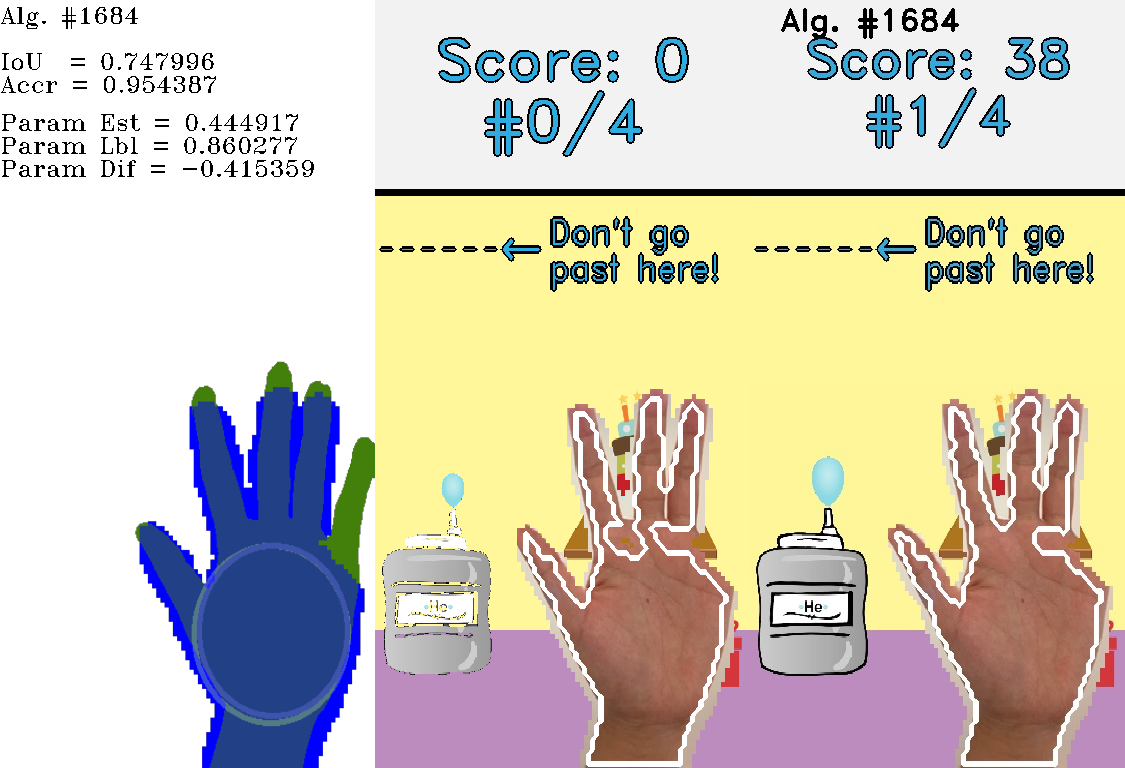 Alg. #1684
IoU = 0.747996
Accr = 0.954387
Param Est = 0.444917
Param Lbl = 0.860277
Param Dif = -0.415359
Score: 0
#0/4
Don't go
past here!
He
Alg. #1684
Score: 38
#1/4
Don't go
past here!
He